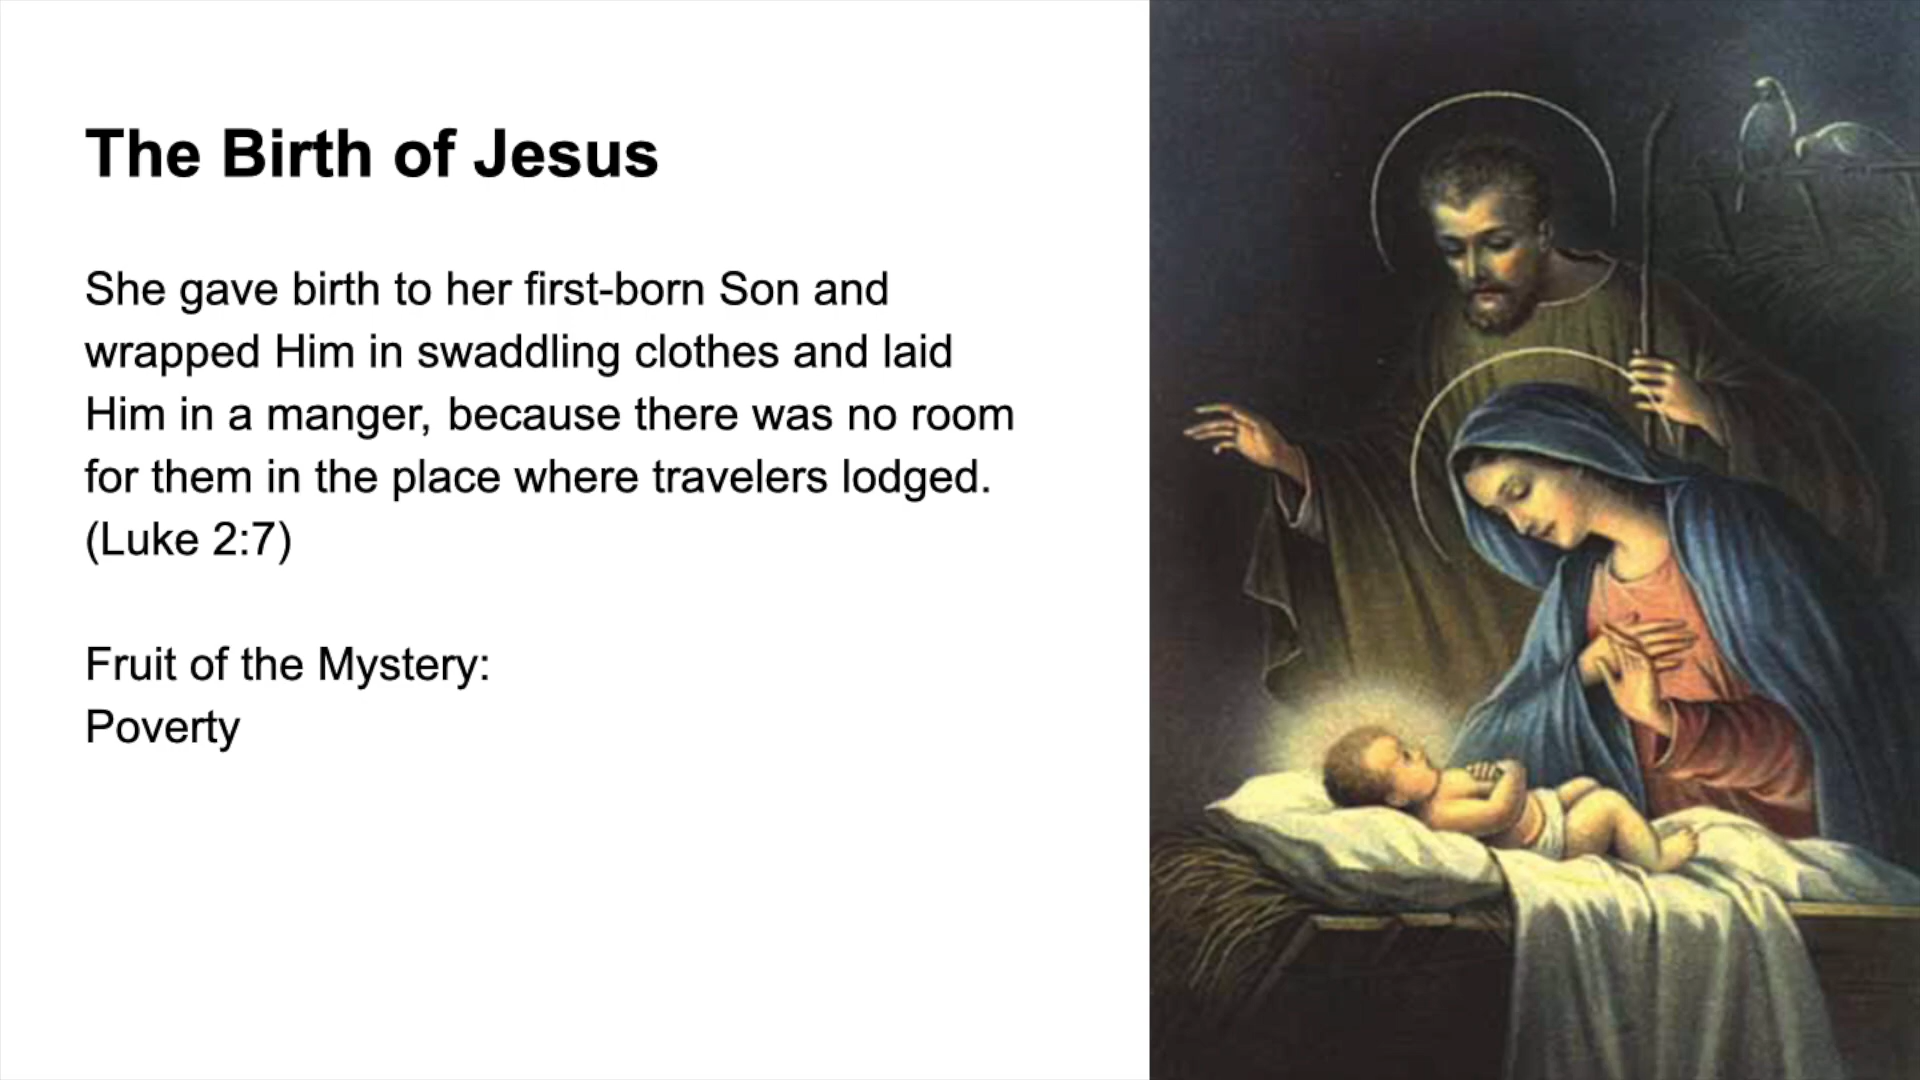 The Birth of Jesus
She gave birth to her first-born Son and
wrapped Him in swaddling clothes and laid
Him in a manger, because there was no room
for them in the place where travelers lodged.
(Luke 2:7)
Fruit of the Mystery:
Poverty